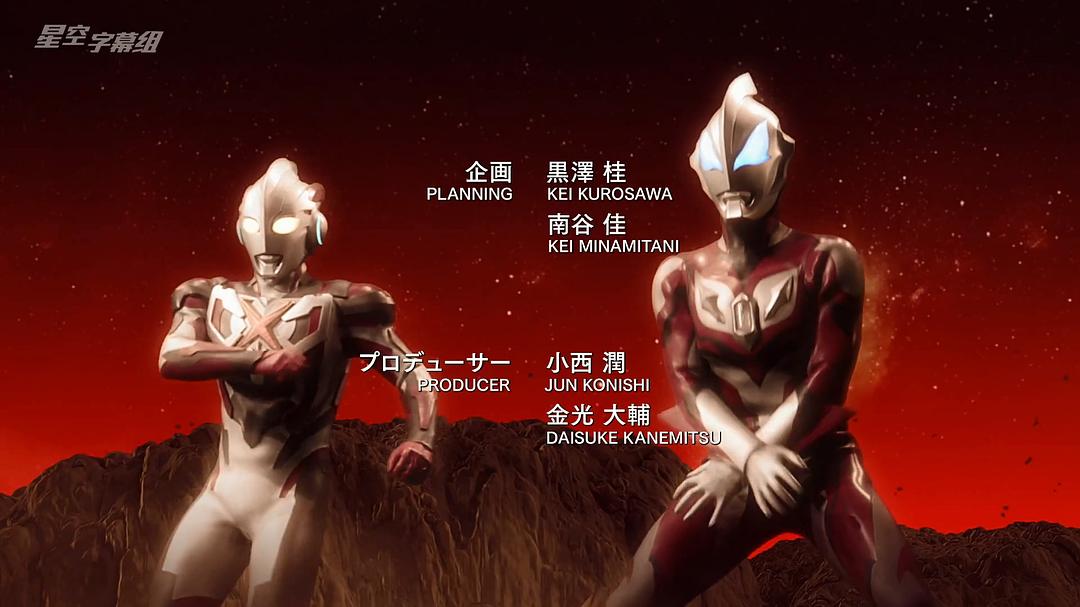 星空字幕组
企画 黒澤 桂
PLANNING KEI KUROSAWA
南谷 佳
KEI MINAMITANI
プロデューサー 小西 潤
PRODUCER JUN KONISHI
金光 大輔
DAISUKE KANEMITSU